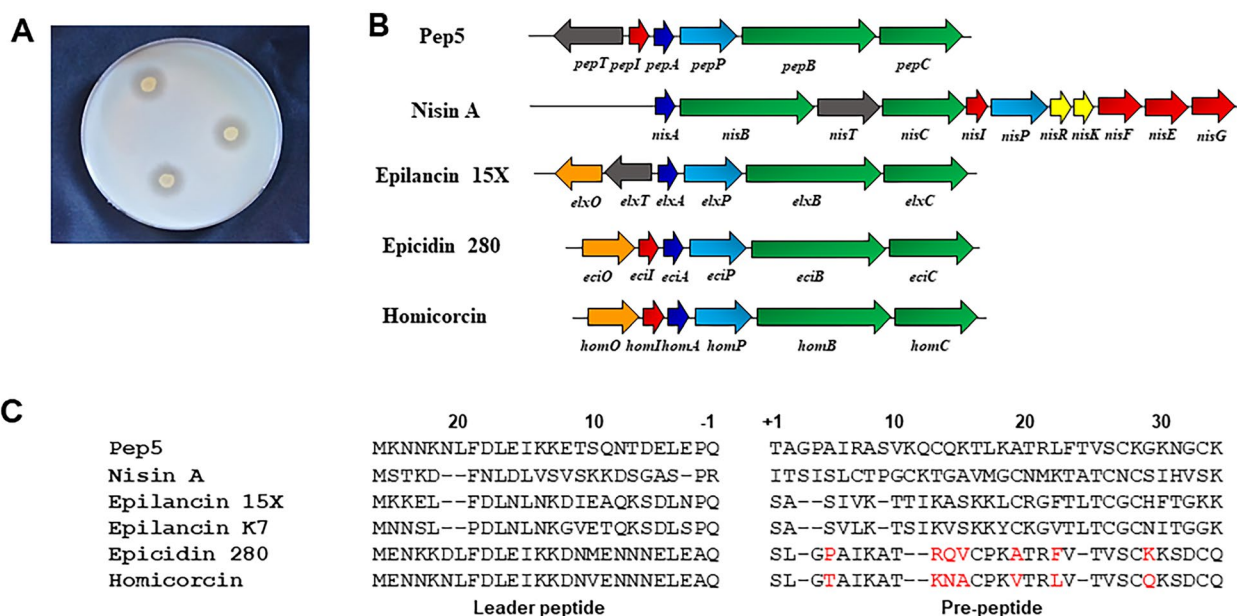 A
B
Pep5
pepT pepI pepA pepP pepB pepC
Nisin A
nisA nisB nisT nisC nisI nisP nisR nisK nisF nisE nisG
Epilancin 15X
elxO elxT elxA elxP elxB elxC
Epicidin 280
eciO eciI eciA eciP eciB eciC
Homicorcin
homO homI homA homP homB homC
C
20 10 -1 +1 10 20 30
Pep5 MKNNKNLFDLEIKKETSQNTDELEPQ TAGPAIRASVKQCQKTLKATRLFTVSCKGKNGCK
Nisin A MSTKD--FNLDLVSVSKKDSGAS-PR ITSISLCTPGCKTGAVMGCNMKTATCNCSIHVSK
Epilancin 15X MKKEL--FDLNLNKDIEAQKSDLNPQ SA--SIVK-TTIKASKKLCRGFTLTCGCHFTGKK
Epilancin K7 MNNSL--PDLNLNKGVETQKSDLSPQ SA--SVLK-TSIKVSKKYCKGVTLTCGCNITGGK
Epicidin 280 MENKKDLFDLEIKKDNMENNNELEAQ SL-GPAIKAT--RQVCPKATRFV-TVSCKKSDCQ
Homicorcin MENKKDLFDLEIKKDNVENNNELEAQ SL-GTAIKAT--KNACPKVTRLV-TVSCQKSDCQ
Leader peptide Pre-peptide